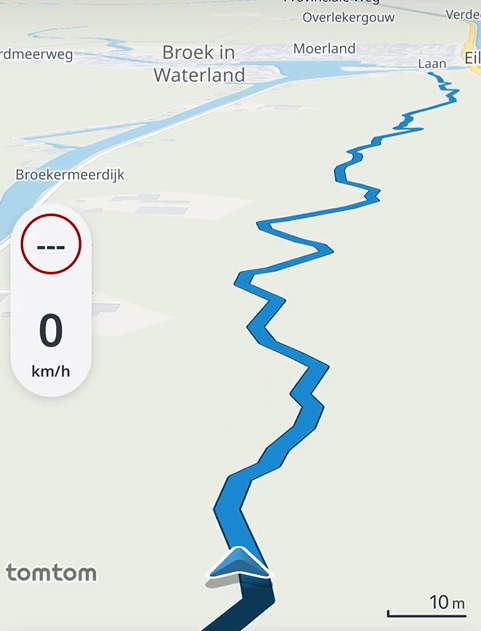 Provinciale Weg
Overlekergouw
Verde
rdmeerweg
Broek in
Waterland
Moerland
Laan
Eil
Broekermeerdijk
---
0
km/h
tomtom
10 m